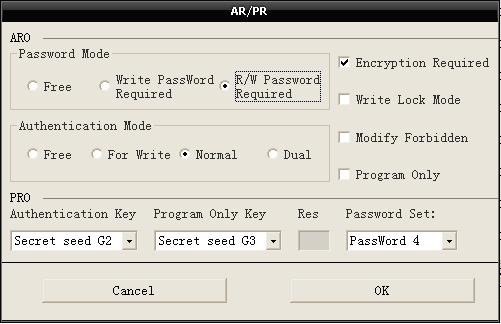 AR/PR
ARO
Password Mode
Free
Write PassWord
Required
R/W Password
Required
Encryption Required
Write Lock Mode
Modify Forbidden
Program Only
Authentication Mode
Free
For Write
Normal
Dual
PRO
Authentication Key
Program Only Key
Res
Password Set:
Secret seed G2
Secret seed G3
PassWord 4
Cancel
OK